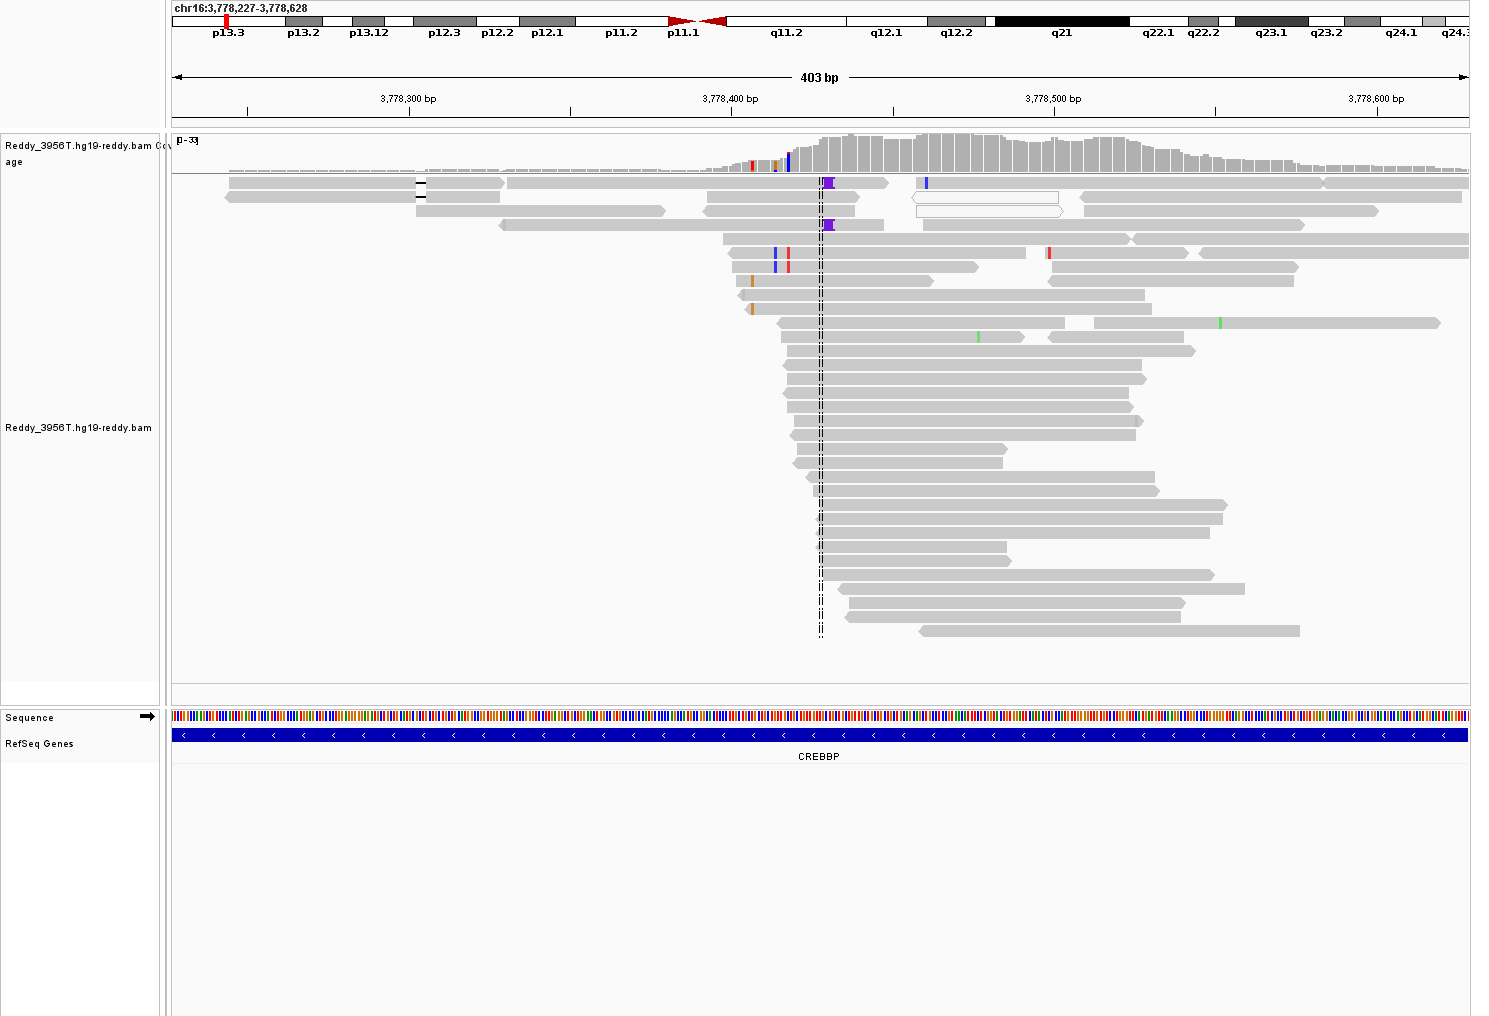 chr16:3,778,227-3,778,628
p13.3 p13.2 p13.12 p12.3 p12.2 p12.1 p11.2 p11.1 q11.2 q12.1 q12.2 q21 q22.1 q22.2 q23.1 q23.2 q24.1
403 bp
3,778,300 bp 3,778,400 bp 3,778,500 bp 3,778,600 bp
Reddy_3956T.hg19-reddy.bam Cov
age
[0 - 33]
Reddy_3956T.hg19-reddy.bam
Sequence
RefSeq Genes
CREBBP